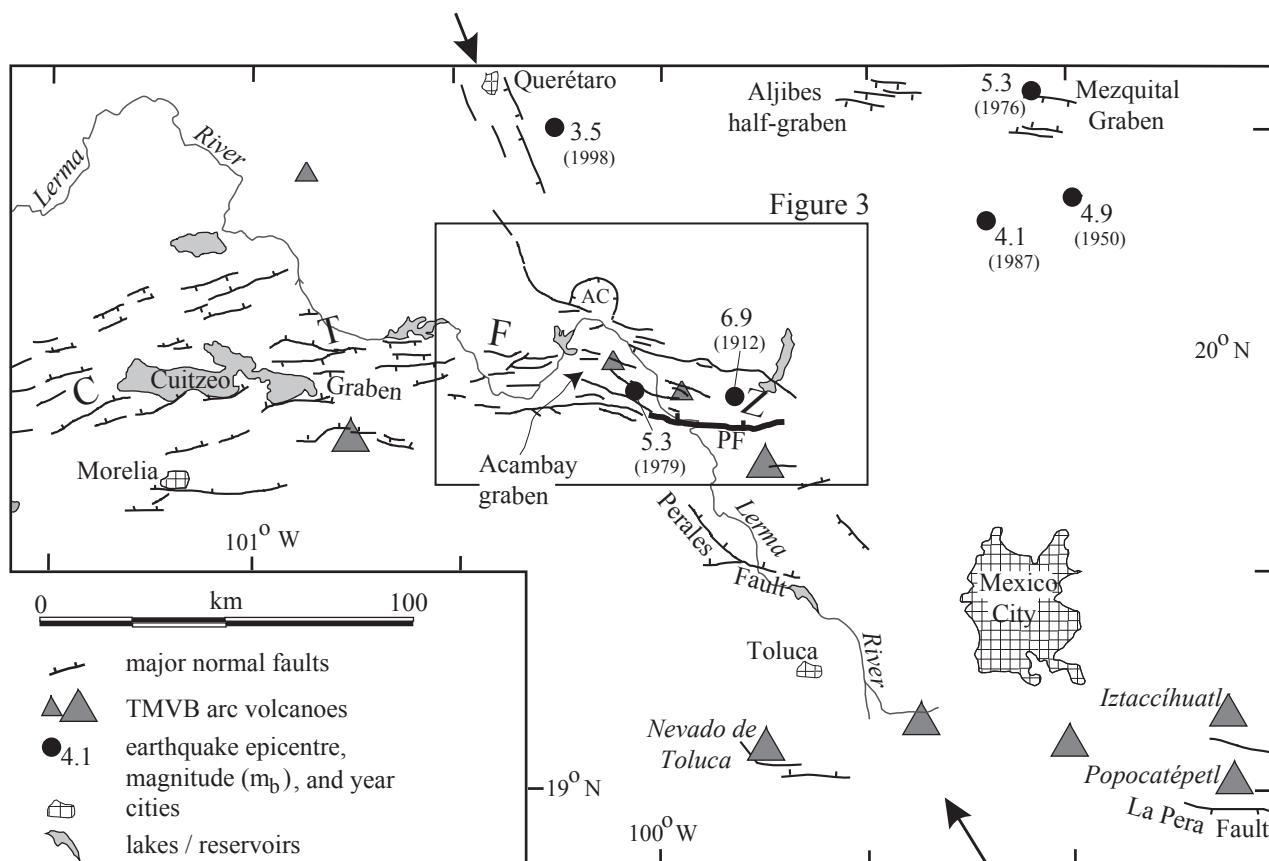 Querétaro
Aljibes
half-graben
5.3
(1976)
Mezquital
Graben
3.5
(1998)
Lerma
River
Figure 3
4.9
(1950)
4.1
(1987)
AC
T
F
6.9
(1912)
20° N
C
Cuitzeo
Graben
PF
5.3
(1979)
Acambay
graben
Morelia
101° W
Perales
Fault
Lerma
River
Mexico
City
Toluca
0 km 100
major normal faults
TMVB arc volcanoes
4.1 earthquake epicentre,
magnitude (mb), and year
cities
lakes / reservoirs
Nevado de
Toluca
Iztaccíhuatl
Popocatépetl
La Pera Fault
19° N
100° W